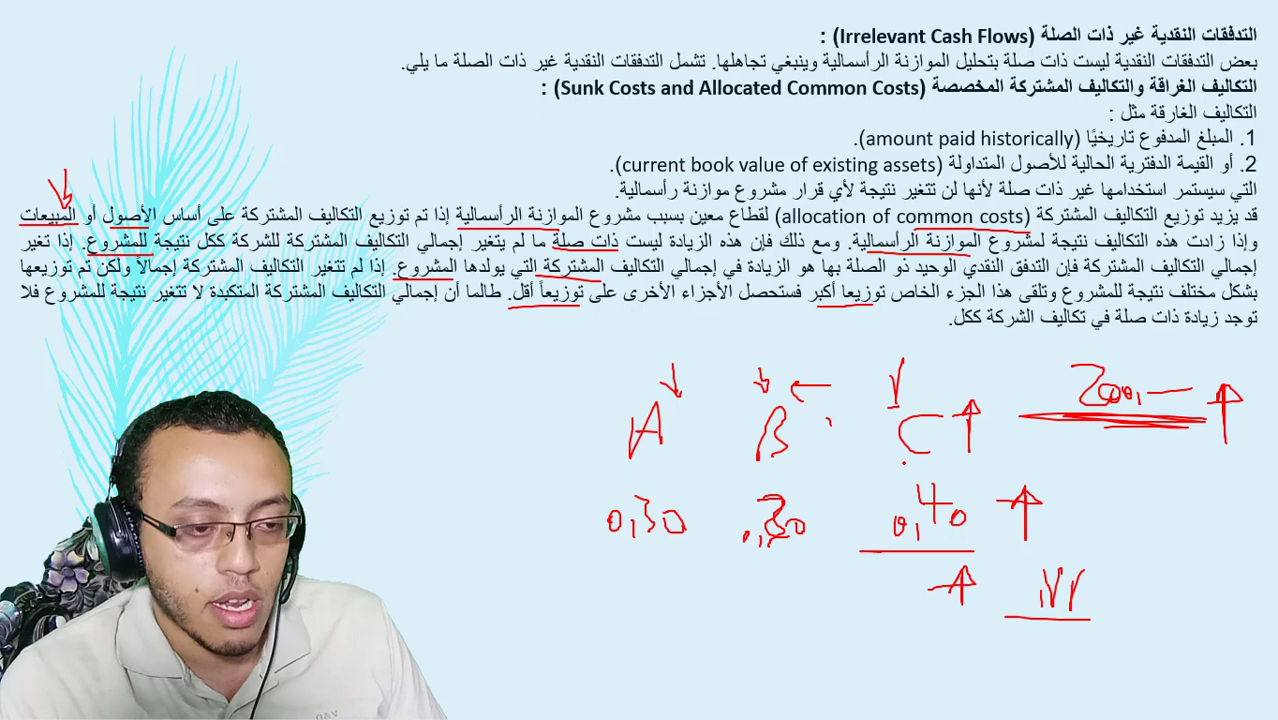 التدفقات النقدية غير ذات الصلة (Irrelevant Cash Flows) :
بعض التدفقات النقدية ليست ذات صلة بتحليل الموازنة الرأسمالية وينبغي تجاهلها. تشمل التدفقات النقدية غير ذات الصلة ما يلي.
التكاليف الغراقة والتكاليف المشتركة المخصصة (Sunk Costs and Allocated Common Costs) :
التكاليف الغارقة مثل :
1. المبلغ المدفوع تاريخيًا (amount paid historically).
2. أو القيمة الدفترية الحالية للأصول المتداولة (current book value of existing assets).
التي سيستمر استخدامها غير ذات صلة لأنها لن تتغير نتيجة لأي قرار مشروع موازنة رأسمالية.
قد يزيد توزيع التكاليف المشتركة (allocation of common costs) لقطاع معين بسبب مشروع الموازنة الرأسمالية إذا تم توزيع التكاليف المشتركة على أساس الأصول أو المبيعات
وإذا زادت هذه التكاليف نتيجة لمشروع الموازنة الرأسمالية. ومع ذلك فإن هذه الزيادة ليست ذات صلة ما لم يتغير إجمالي التكاليف المشتركة للشركة ككل نتيجة للمشروع. إذا تغير
إجمالي التكاليف المشتركة فإن التدفق النقدي الوحيد ذو الصلة بها هو الزيادة في إجمالي التكاليف المشتركة التي يولدها المشروع. إذا لم تتغير التكاليف المشتركة إجمالاً ولكن تم توزيعها
بشكل مختلف نتيجة للمشروع وتلقى هذا الجزء الخاص توزيعا أكبر فستحصل الأجزاء الأخرى على توزيعاً أقل. طالما أن إجمالي التكاليف المشتركة المتكبدة لا تتغير نتيجة للمشروع فلا
توجد زيادة ذات صلة في تكاليف الشركة ككل.
A B C
0,30 0,40